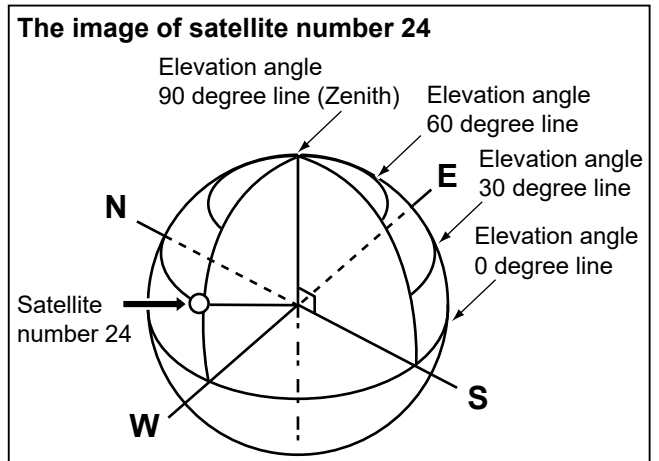 The image of satellite number 24
Elevation angle
90 degree line (Zenith)
Elevation angle
60 degree line
Elevation angle
30 degree line
Elevation angle
0 degree line
N
E
Satellite
number 24
W
S